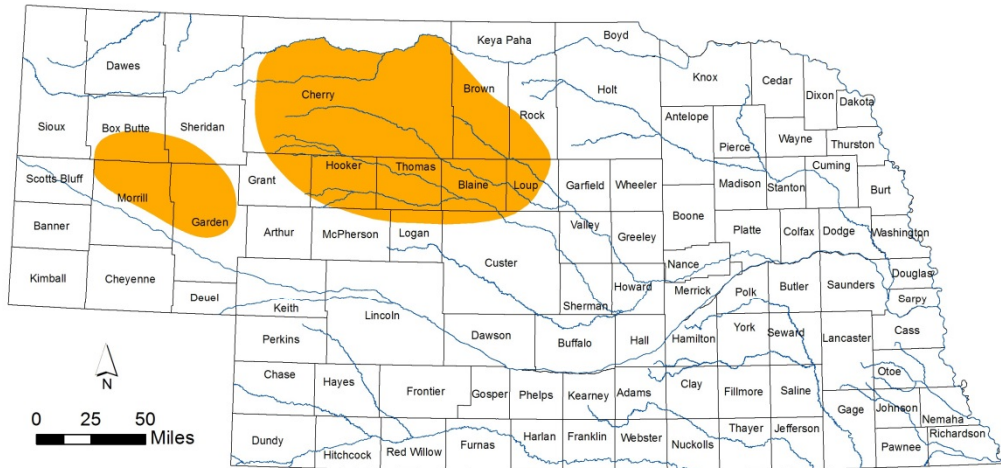 Keya Paha
Boyd
Dawes
Knox
Cedar
Dixon
Dakota
Cherry
Brown
Rock
Holt
Antelope
Pierce
Wayne
Thurston
Sioux
Box Butte
Sheridan
Scotts Bluff
Morrill
Garden
Grant
Hooker
Thomas
Blaine
Loup
Garfield
Wheeler
Madison
Stanton
Cuming
Burt
Banner
Arthur
McPherson
Logan
Custer
Valley
Greeley
Boone
Platte
Colfax
Dodge
Washington
Kimball
Cheyenne
Deuel
Keith
Lincoln
Sherman
Howard
Nance
Merrick
Polk
Butler
Saunders
Douglas
Sarpy
Perkins
Dawson
Buffalo
Hall
Hamilton
York
Seward
Lancaster
Cass
Otoe
Chase
Hayes
Frontier
Gosper
Phelps
Kearney
Adams
Clay
Fillmore
Saline
Gage
Johnson
Nemaha
Dundy
Hitchcock
Red Willow
Furnas
Harlan
Franklin
Webster
Nuckolls
Thayer
Jefferson
Pawnee
Richardson
N
0 25 50
Miles